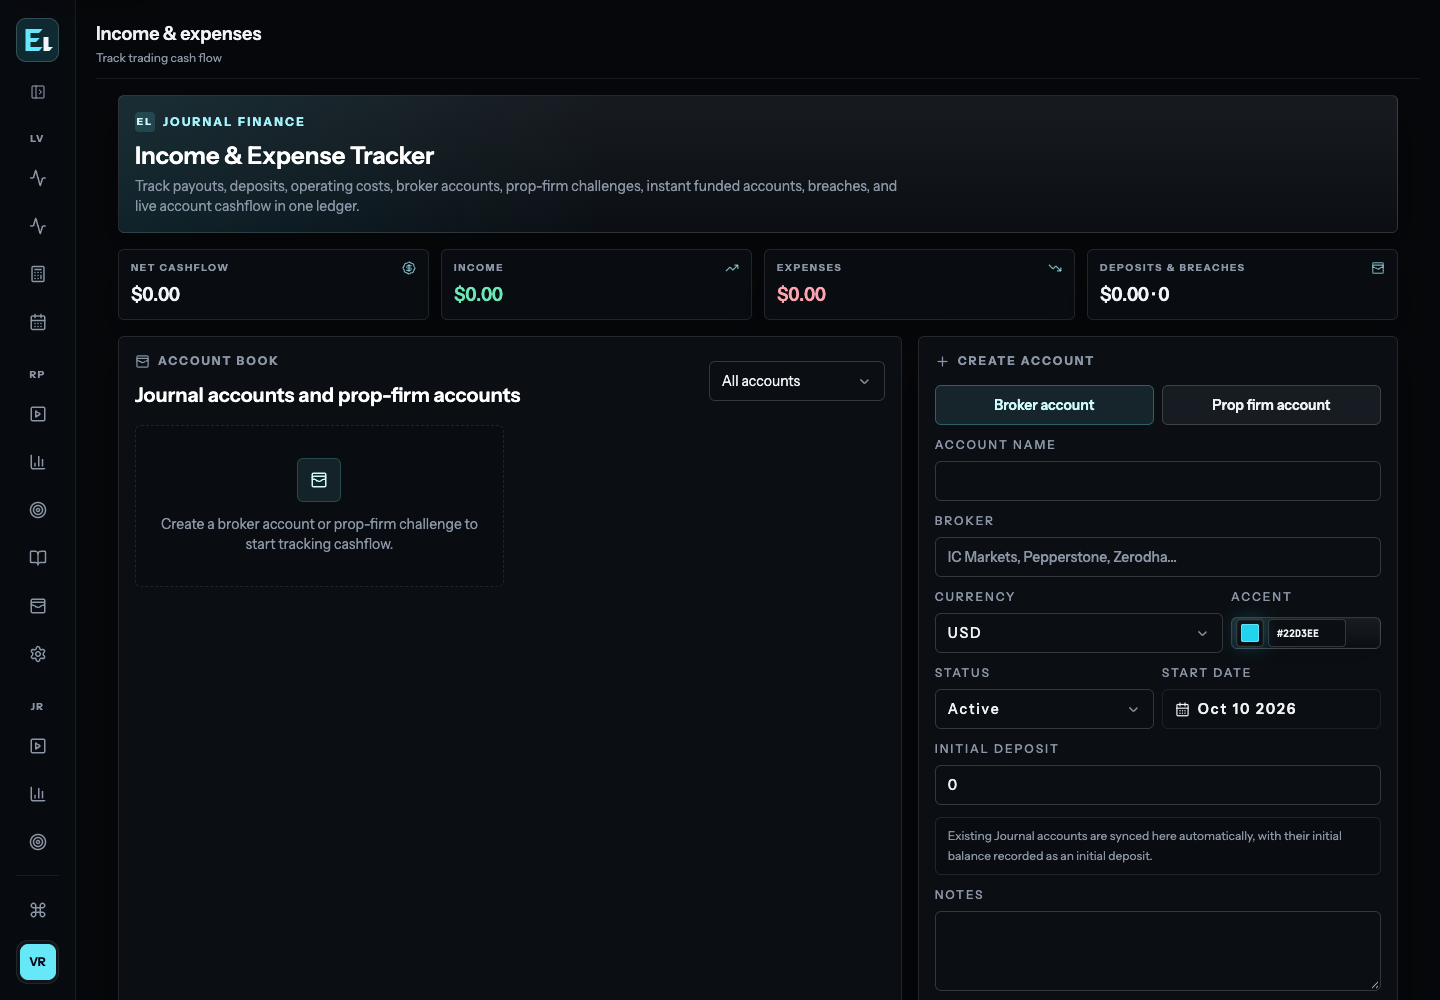 EL
Income & expenses
Track trading cash flow
LV
RP
JR
VR
EL JOURNAL FINANCE
Income & Expense Tracker
Track payouts, deposits, operating costs, broker accounts, prop-firm challenges, instant funded accounts, breaches, and
live account cashflow in one ledger.
NET CASHFLOW
$0.00
INCOME
$0.00
EXPENSES
$0.00
DEPOSITS & BREACHES
$0.00 · 0
ACCOUNT BOOK
Journal accounts and prop-firm accounts
All accounts
Create a broker account or prop-firm challenge to
start tracking cashflow.
CREATE ACCOUNT
Broker account
Prop firm account
ACCOUNT NAME
BROKER
IC Markets, Pepperstone, Zerodha...
CURRENCY
ACCENT
USD
#22D3EE
STATUS
START DATE
Active
Oct 10 2026
INITIAL DEPOSIT
0
Existing Journal accounts are synced here automatically, with their initial
balance recorded as an initial deposit.
NOTES